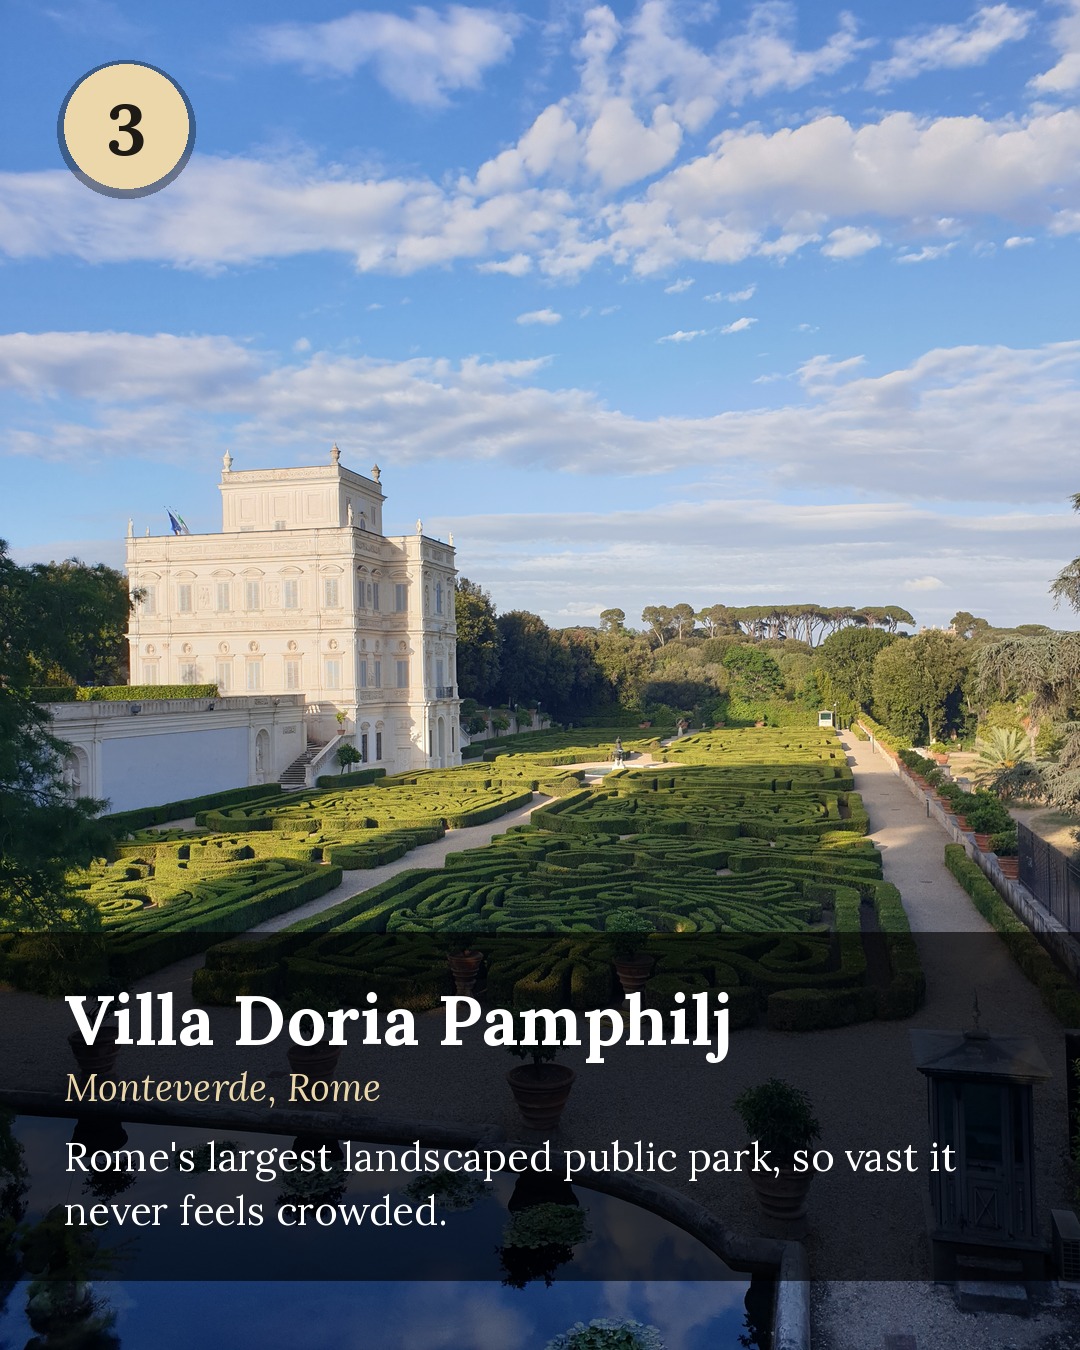 3
Villa Doria Pamphilj
Monteverde, Rome
Rome's largest landscaped public park, so vast it
never feels crowded.